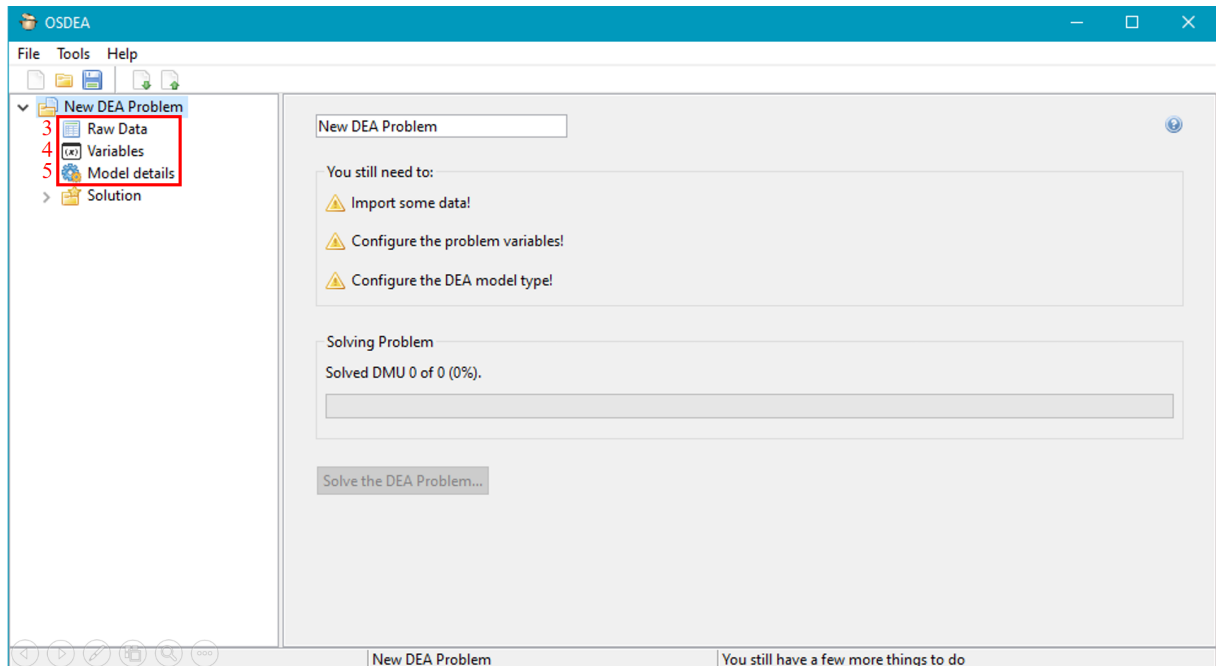 OSDEA
File Tools Help
New DEA Problem
3 Raw Data
4 (x) Variables
5 Model details
Solution
New DEA Problem
You still need to:
Import some data!
Configure the problem variables!
Configure the DEA model type!
Solving Problem
Solved DMU 0 of 0 (0%).
Solve the DEA Problem...
New DEA Problem
You still have a few more things to do